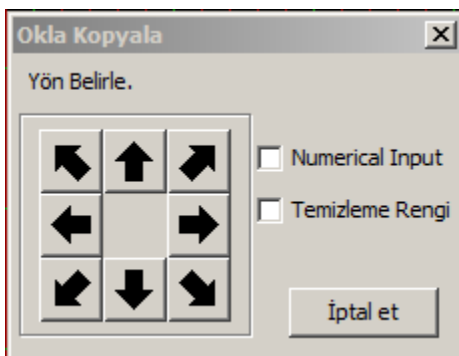 Okla Kopyala
Yön Belirle.
Numerical Input
Temizleme Rengi
İptal et